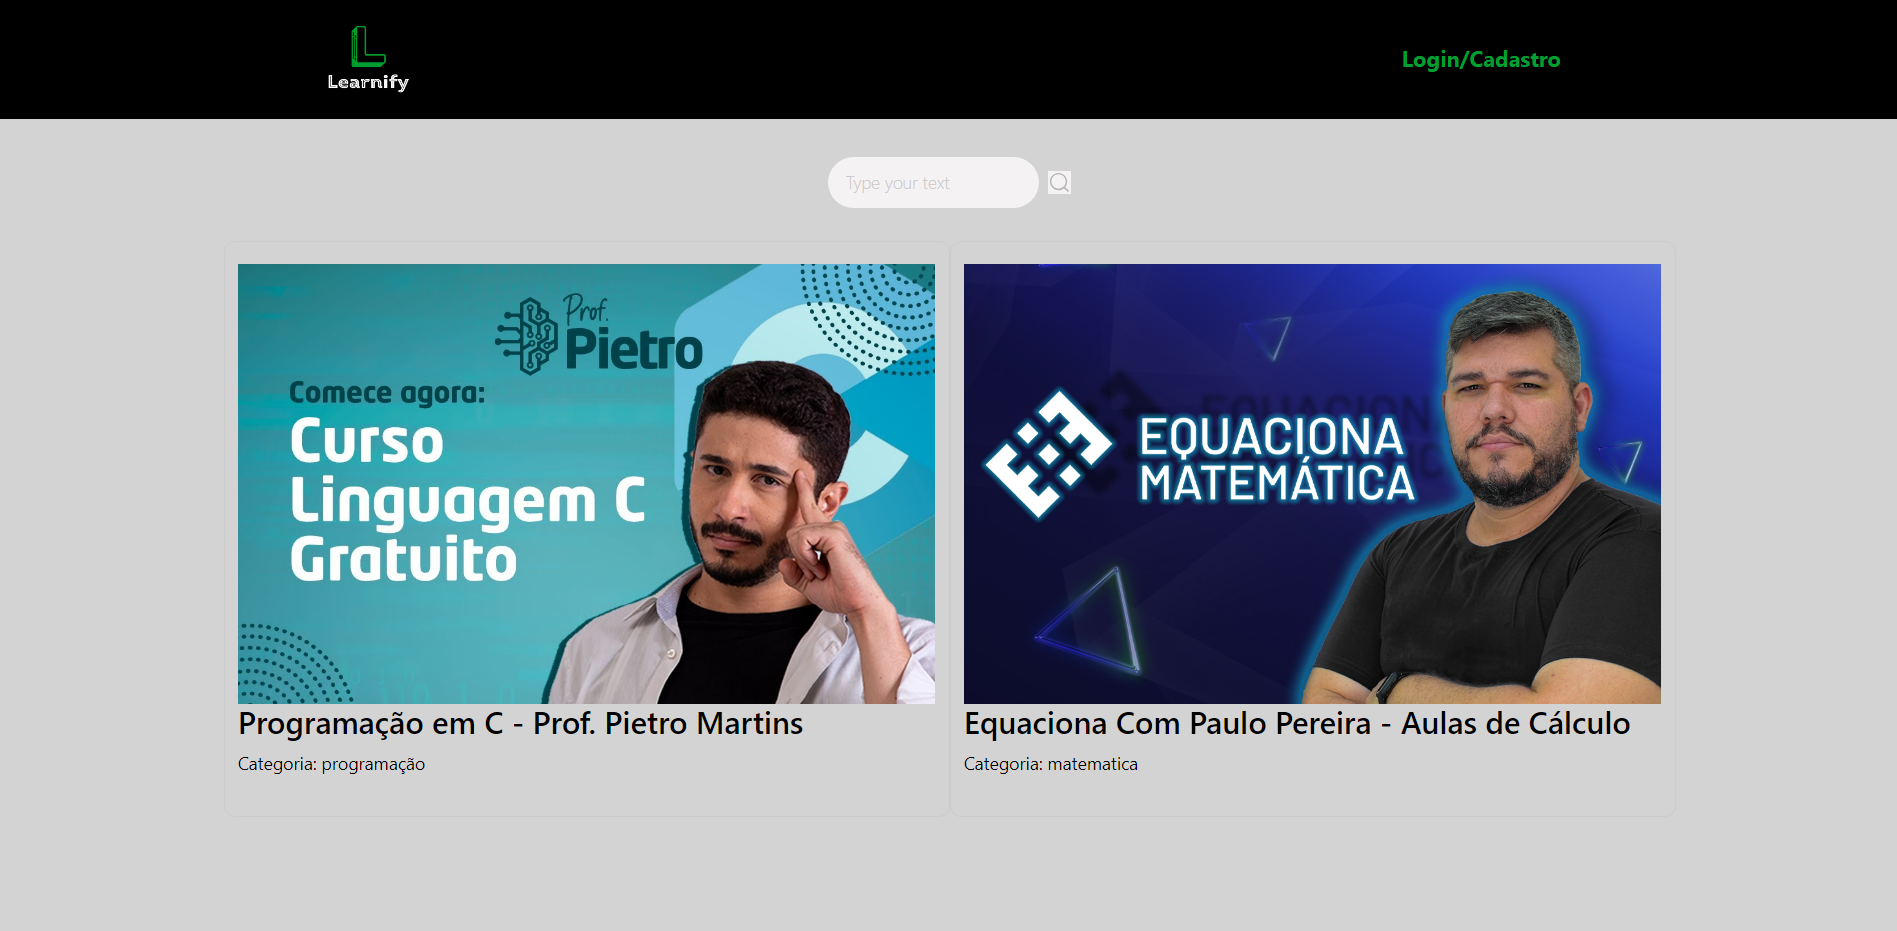 Learnify
Login/Cadastro
Type your text
Prof.
Pietro
Comece agora:
Curso
Linguagem C
Gratuito
EQUACIONA
MATEMÁTICA
Programação em C - Prof. Pietro Martins
Categoria: programação
Equaciona Com Paulo Pereira - Aulas de Cálculo
Categoria: matematica